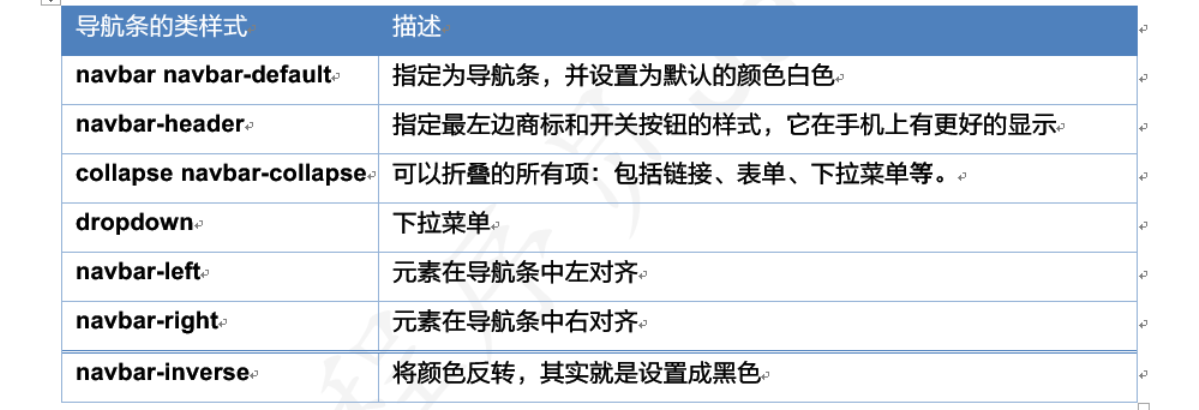 导航条的类样式 描述
navbar navbar-default 指定为导航条，并设置为默认的颜色白色
navbar-header 指定最左边商标和开关按钮的样式，它在手机上有更好的显示
collapse navbar-collapse 可以折叠的所有项：包括链接、表单、下拉菜单等。
dropdown 下拉菜单
navbar-left 元素在导航条中左对齐
navbar-right 元素在导航条中右对齐
navbar-inverse 将颜色反转，其实就是设置成黑色